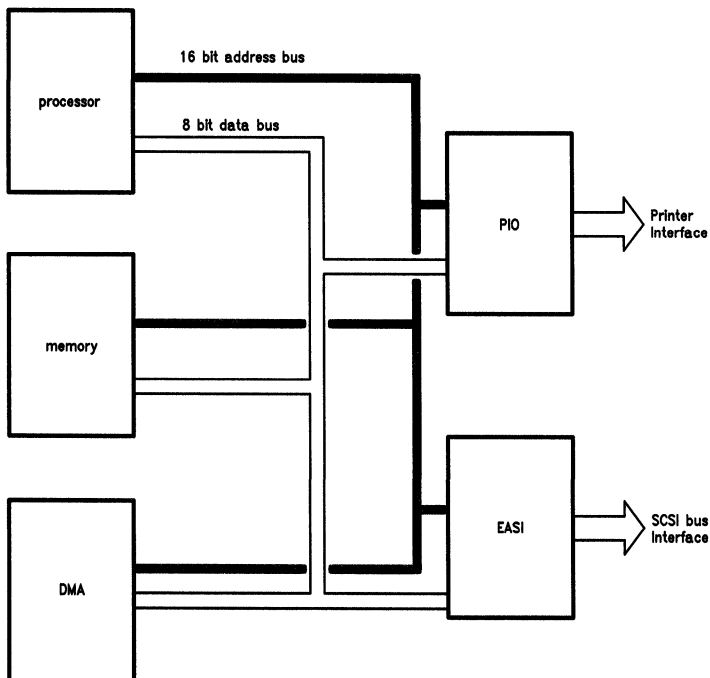 16 bit address bus
processor
8 bit data bus
PIO
Printer
Interface
memory
EASI
SCSI bus
Interface
DMA